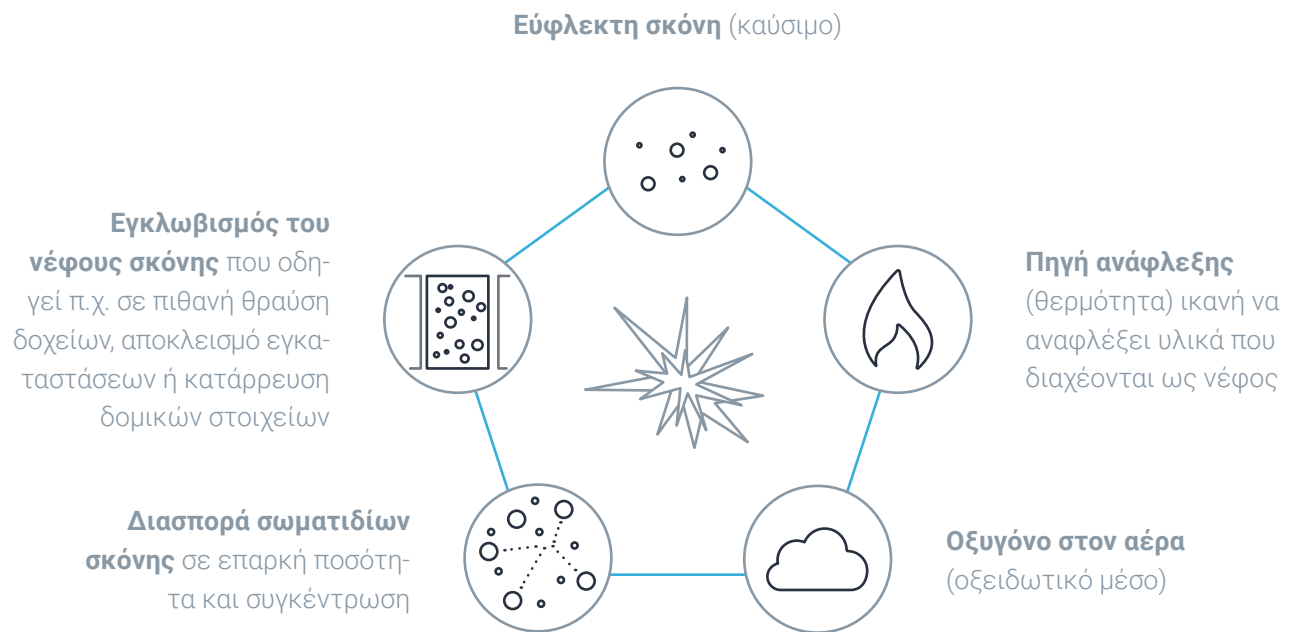 Εύφλεκτη σκόνη (καύσιμο)
Εγκλωβισμός του
νέφους σκόνης που οδη-
γεί π.χ. σε πιθανή θραύση
δοχείων, αποκλεισμό εγκα-
ταστάσεων ή κατάρρευση
δομικών στοιχείων
Πηγή ανάφλεξης
(θερμότητα) ικανή να
αναφλέξει υλικά που
διαχέονται ως νέφος
Διασπορά σωματιδίων
σκόνης σε επαρκή ποσότη-
τα και συγκέντρωση
Οξυγόνο στον αέρα
(οξειδωτικό μέσο)